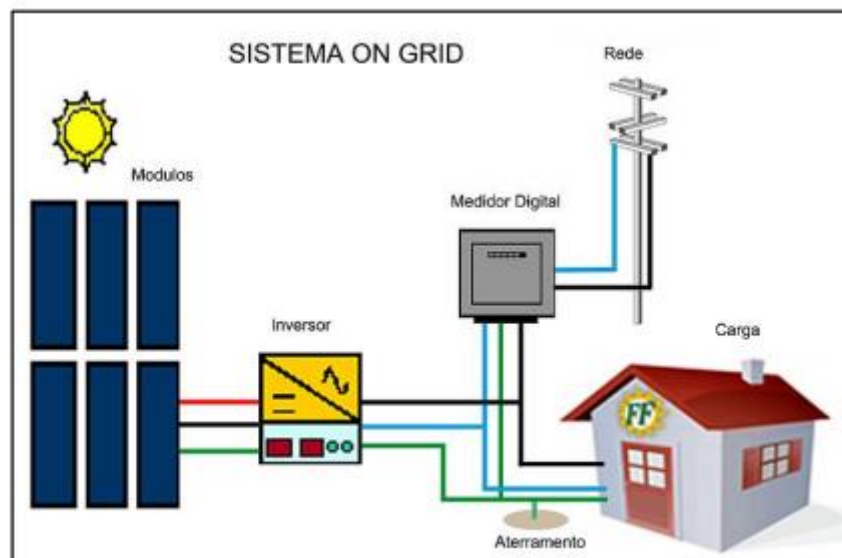 SISTEMA ON GRID
Rede
Modulos
Medidor Digital
Inversor
Carga
FF
Aterramento